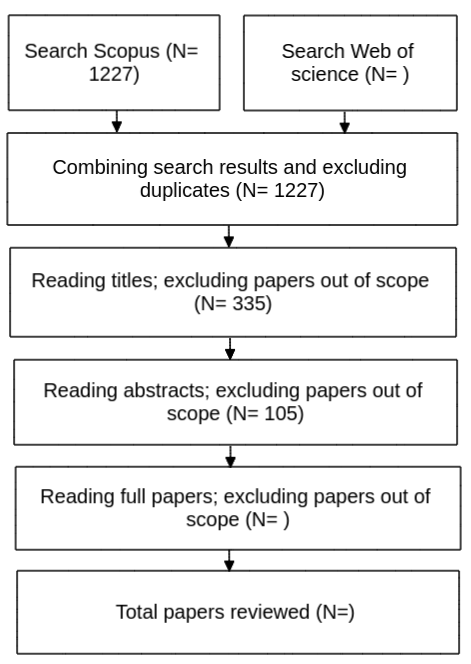 Search Scopus (N=
1227)
Search Web of
science (N= )
Combining search results and excluding
duplicates (N= 1227)
Reading titles; excluding papers out of scope
(N= 335)
Reading abstracts; excluding papers out of
scope (N= 105)
Reading full papers; excluding papers out of
scope (N= )
Total papers reviewed (N=)